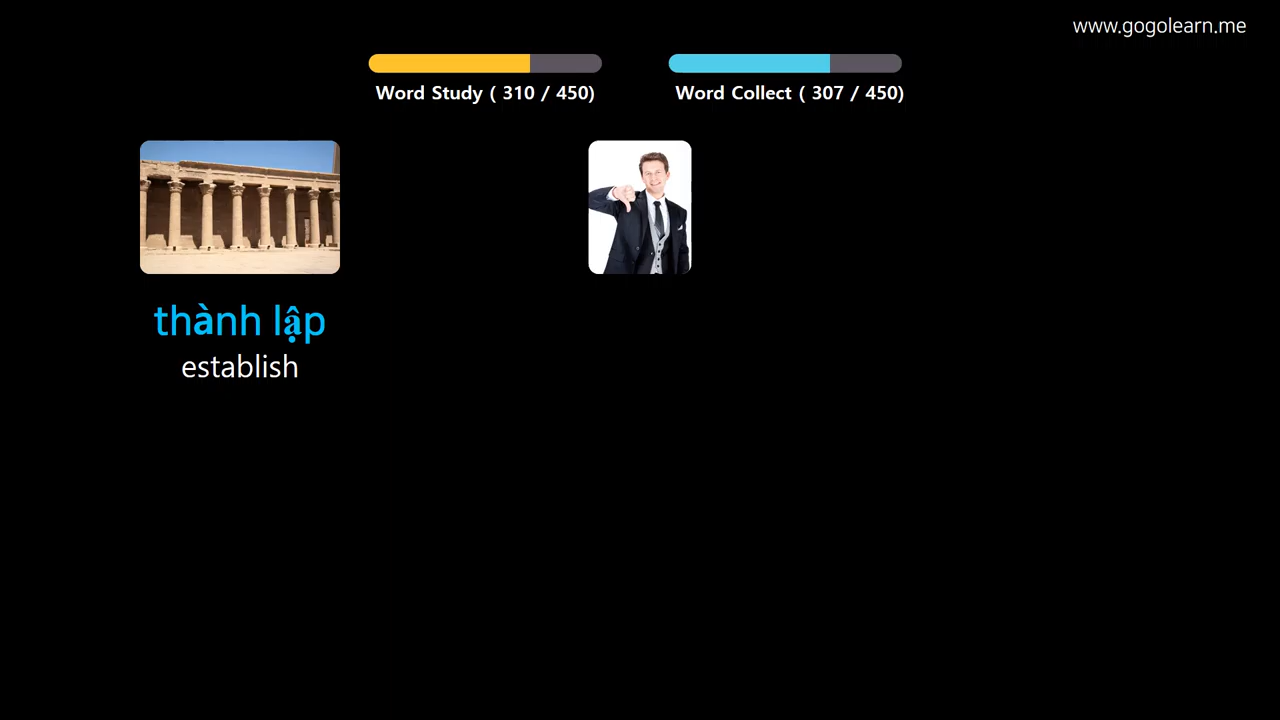 www.gogolearn.me
Word Study ( 310 / 450)
Word Collect ( 307 / 450)
thành lập
establish